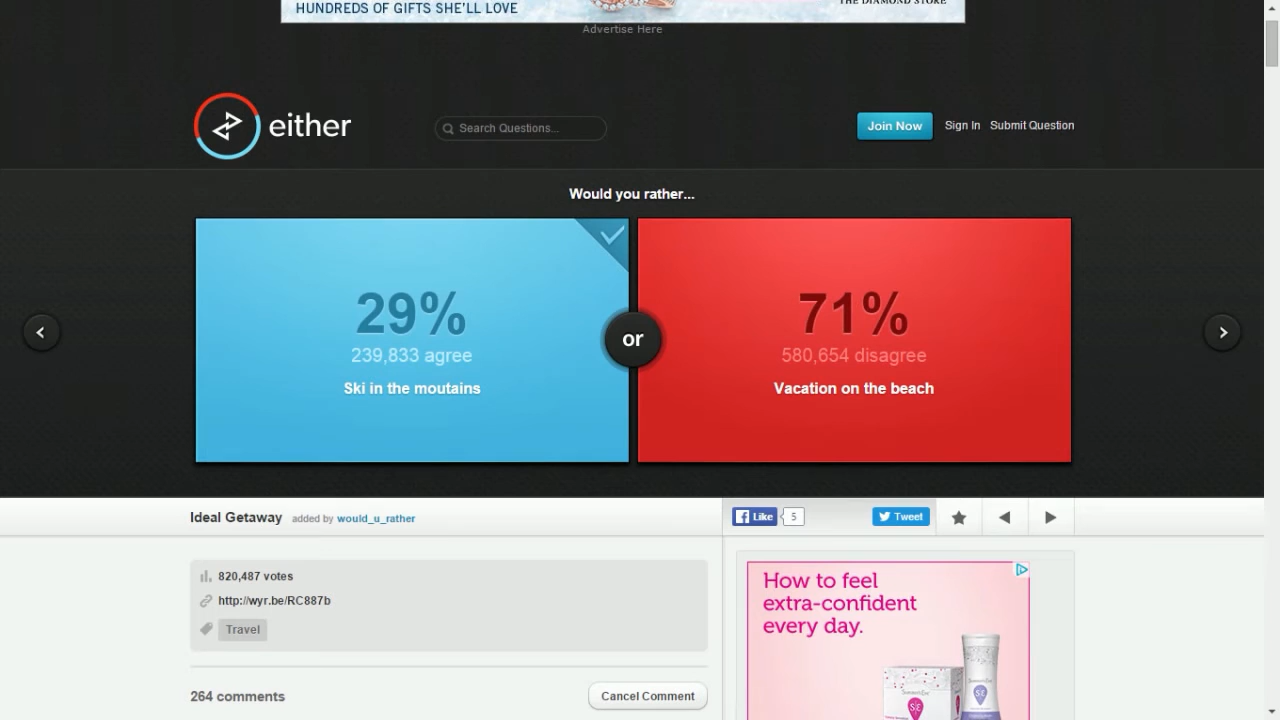 HUNDREDS OF GIFTS SHE'LL LOVE
THE DIAMOND STORE
Advertise Here
either
Search Questions...
Join Now
Sign In
Submit Question
Would you rather...
29%
239,833 agree
Ski in the moutains
or
71%
580,654 disagree
Vacation on the beach
Ideal Getaway added by would_u_rather
Like
5
Tweet
820,487 votes
http://wyr.be/RC887b
Travel
264 comments
Cancel Comment
How to feel
extra-confident
every day.
Summer's Eve